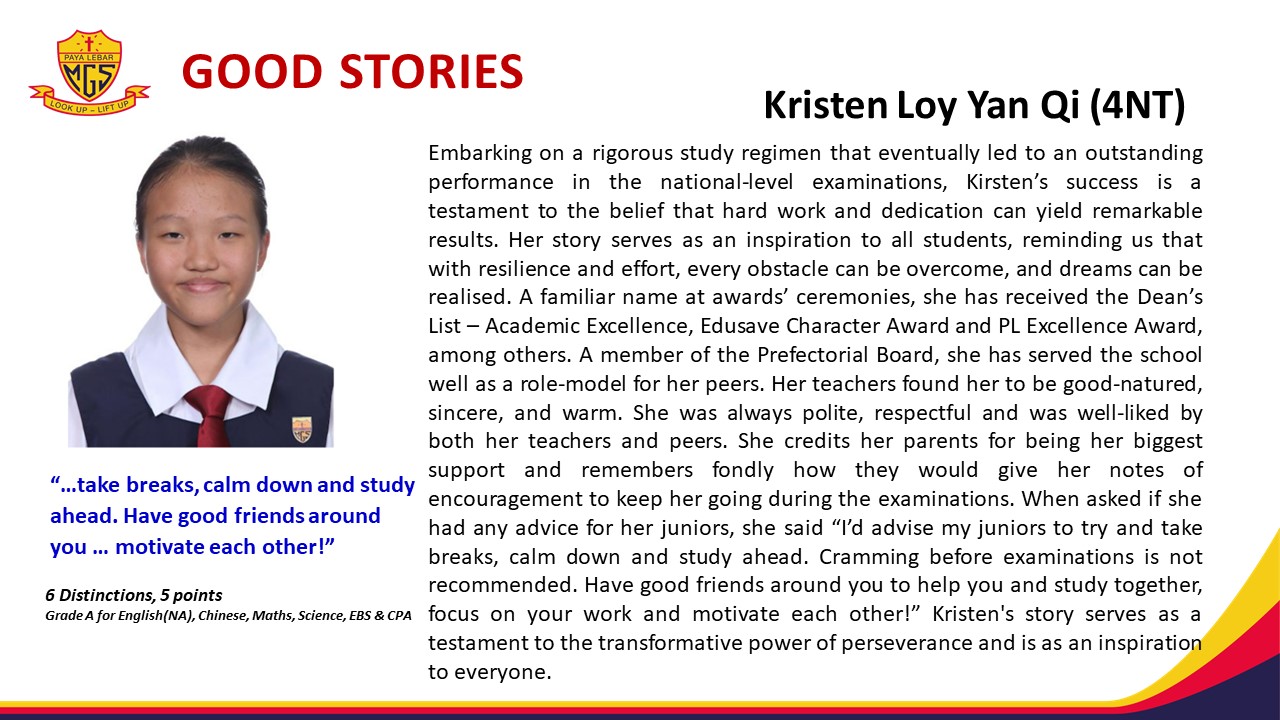 PAYA LEBAR
MGS
LOOK UP – LIFT UP
GOOD STORIES
Kristen Loy Yan Qi (4NT)
Embarking on a rigorous study regimen that eventually led to an outstanding
performance in the national-level examinations, Kirsten’s success is a
testament to the belief that hard work and dedication can yield remarkable
results. Her story serves as an inspiration to all students, reminding us that
with resilience and effort, every obstacle can be overcome, and dreams can be
realised. A familiar name at awards’ ceremonies, she has received the Dean’s
List – Academic Excellence, Edusave Character Award and PL Excellence Award,
among others. A member of the Prefectorial Board, she has served the school
well as a role-model for her peers. Her teachers found her to be good-natured,
sincere, and warm. She was always polite, respectful and was well-liked by
both her teachers and peers. She credits her parents for being her biggest
support and remembers fondly how they would give her notes of
encouragement to keep her going during the examinations. When asked if she
had any advice for her juniors, she said “I’d advise my juniors to try and take
breaks, calm down and study ahead. Cramming before examinations is not
recommended. Have good friends around you to help you and study together,
focus on your work and motivate each other!” Kristen's story serves as a
testament to the transformative power of perseverance and is as an inspiration
to everyone.
MGS
“…take breaks, calm down and study
ahead. Have good friends around
you … motivate each other!”
6 Distinctions, 5 points
Grade A for English(NA), Chinese, Maths, Science, EBS & CPA